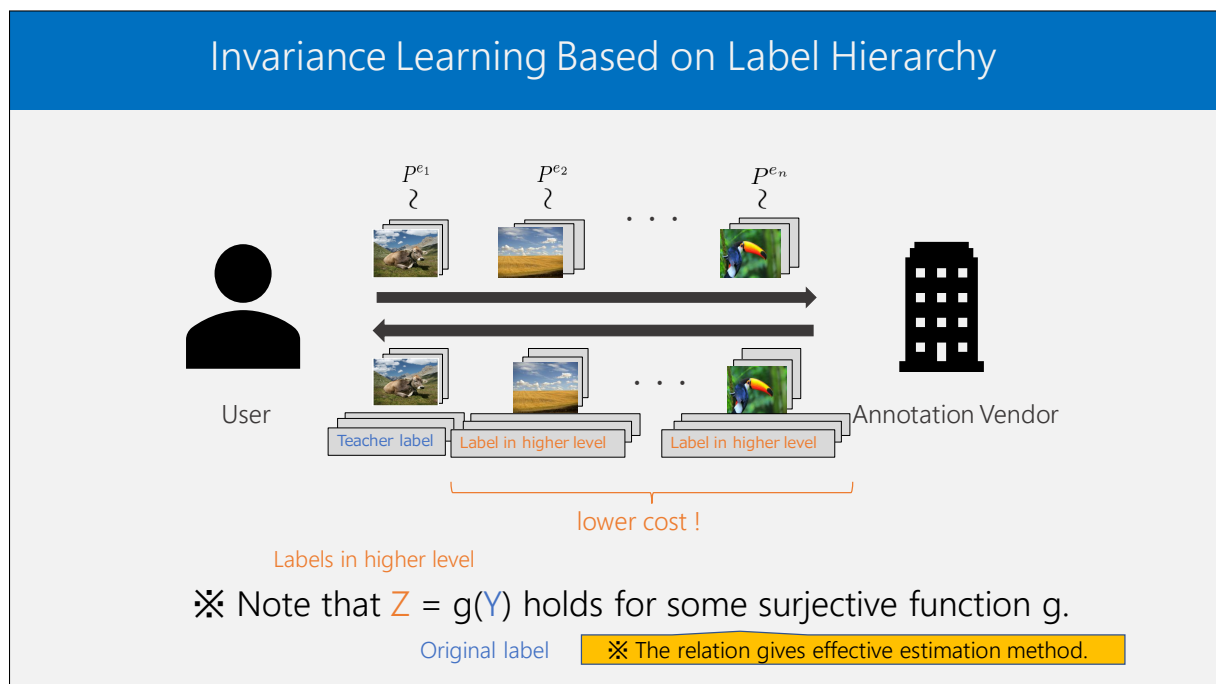 Invariance Learning Based on Label Hierarchy
P^{e_1} P^{e_2} . . . P^{e_n}
~ ~ ~
. . .
User
Annotation Vendor
Teacher label
Label in higher level
Label in higher level
lower cost !
Labels in higher level
※ Note that Z = g(Y) holds for some surjective function g.
Original label
※ The relation gives effective estimation method.